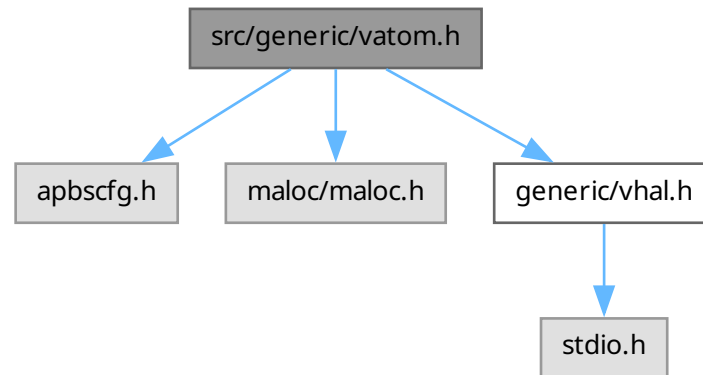 src/generic/vatom.h
apbscfg.h
maloc/maloc.h
generic/vhal.h
stdio.h